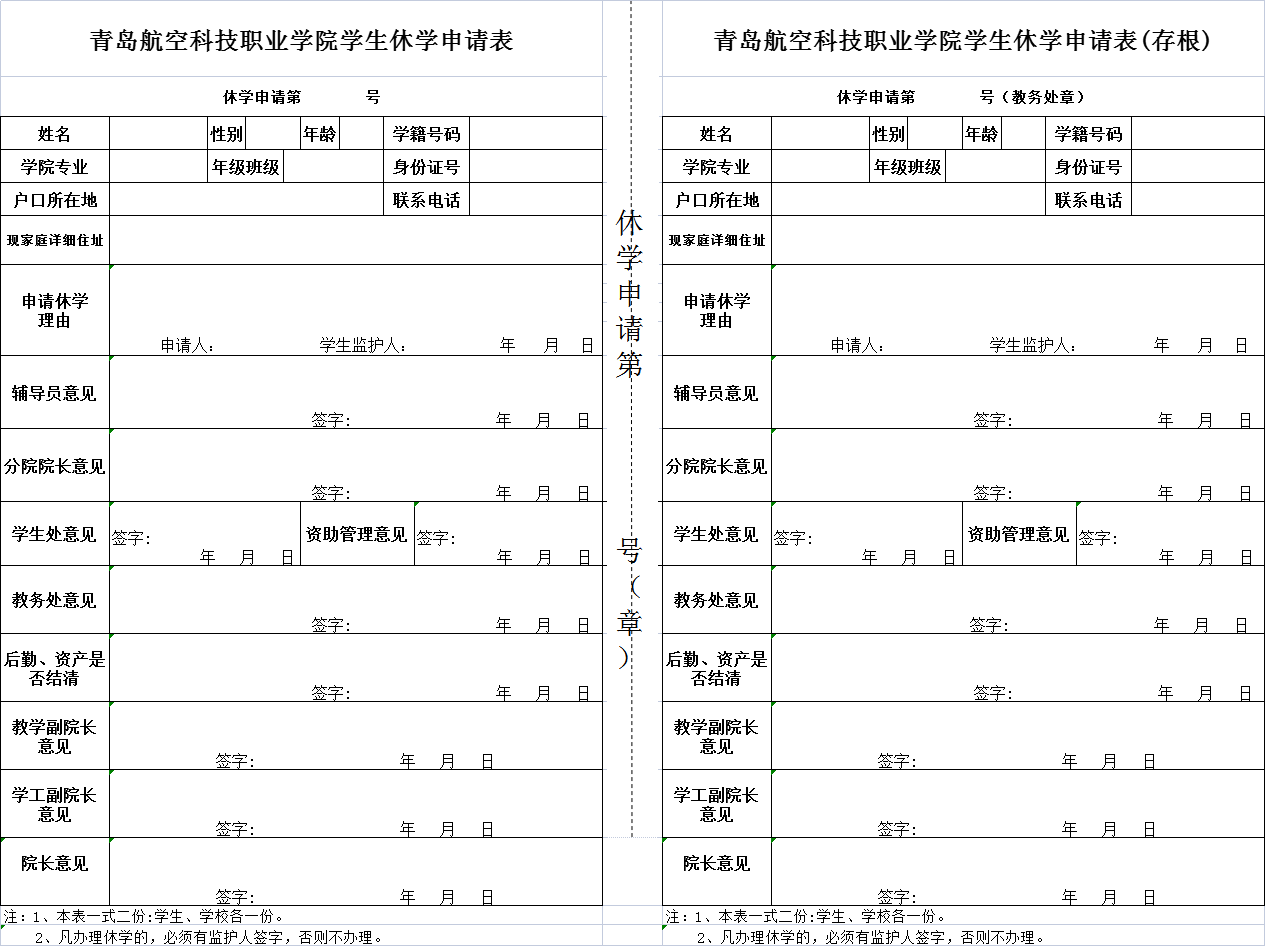 青岛航空科技职业学院学生休学申请表
休学申请第 号
姓名 性别 年龄 学籍号码
学院专业 年级班级 身份证号
户口所在地 联系电话
现家庭详细住址
申请休学
理由
申请人: 学生监护人: 年 月 日
辅导员意见
签字: 年 月 日
分院院长意见
签字: 年 月 日
学生处意见 签字: 年 月 日
资助管理意见 签字: 年 月 日
教务处意见
签字: 年 月 日
后勤、资产是
否结清
签字: 年 月 日
教学副院长
意见
签字: 年 月 日
学工副院长
意见
签字: 年 月 日
院长意见
签字: 年 月 日
注:1、本表一式二份:学生、学校各一份。
2、凡办理休学的,必须有监护人签字,否则不办理。
休学申请第 号(章)
青岛航空科技职业学院学生休学申请表(存根)
休学申请第 号(教务处章)
姓名 性别 年龄 学籍号码
学院专业 年级班级 身份证号
户口所在地 联系电话
现家庭详细住址
申请休学
理由
申请人: 学生监护人: 年 月 日
辅导员意见
签字: 年 月 日
分院院长意见
签字: 年 月 日
学生处意见 签字: 年 月 日
资助管理意见 签字: 年 月 日
教务处意见
签字: 年 月 日
后勤、资产是
否结清
签字: 年 月 日
教学副院长
意见
签字: 年 月 日
学工副院长
意见
签字: 年 月 日
院长意见
签字: 年 月 日
注:1、本表一式二份:学生、学校各一份。
2、凡办理休学的,必须有监护人签字,否则不办理。